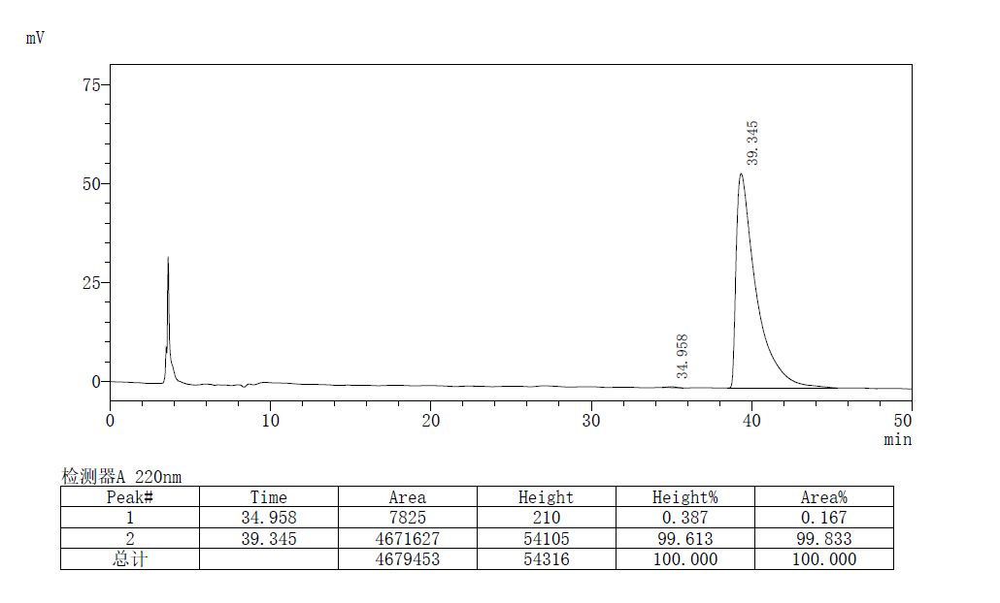 mV
75
50
25
0
39.345
34.958
0 10 20 30 40 50
min
检测器A 220nm
Peak# Time Area Height Height% Area%
1 34.958 7825 210 0.387 0.167
2 39.345 4671627 54105 99.613 99.833
总计 4679453 54316 100.000 100.000